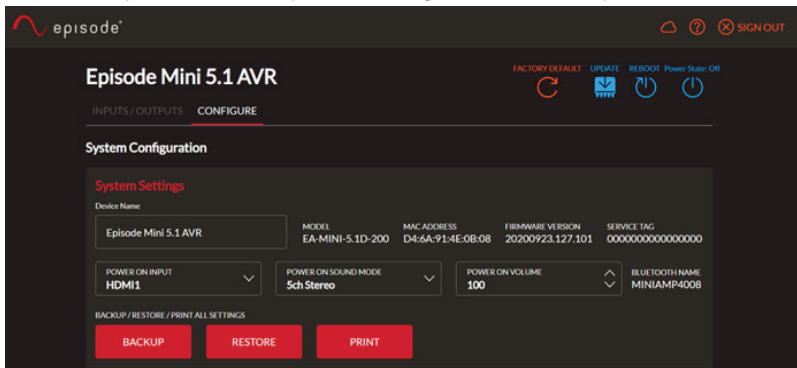 episode®
SIGN OUT
Episode Mini 5.1 AVR
FACTORY DEFAULT UPDATE REBOOT Power State: Off
INPUTS / OUTPUTS CONFIGURE
System Configuration
System Settings
Device Name
Episode Mini 5.1 AVR
MODEL
EA-MINI-5.1D-200
MAC ADDRESS
D4:6A:91:4E:0B:08
FIRMWARE VERSION
20200923.127.101
SERVICE TAG
0000000000000000
POWER ON INPUT
HDMI1
POWER ON SOUND MODE
5ch Stereo
POWER ON VOLUME
100
BLUETOOTH NAME
MINIAMP4008
BACKUP / RESTORE / PRINT ALL SETTINGS
BACKUP RESTORE PRINT